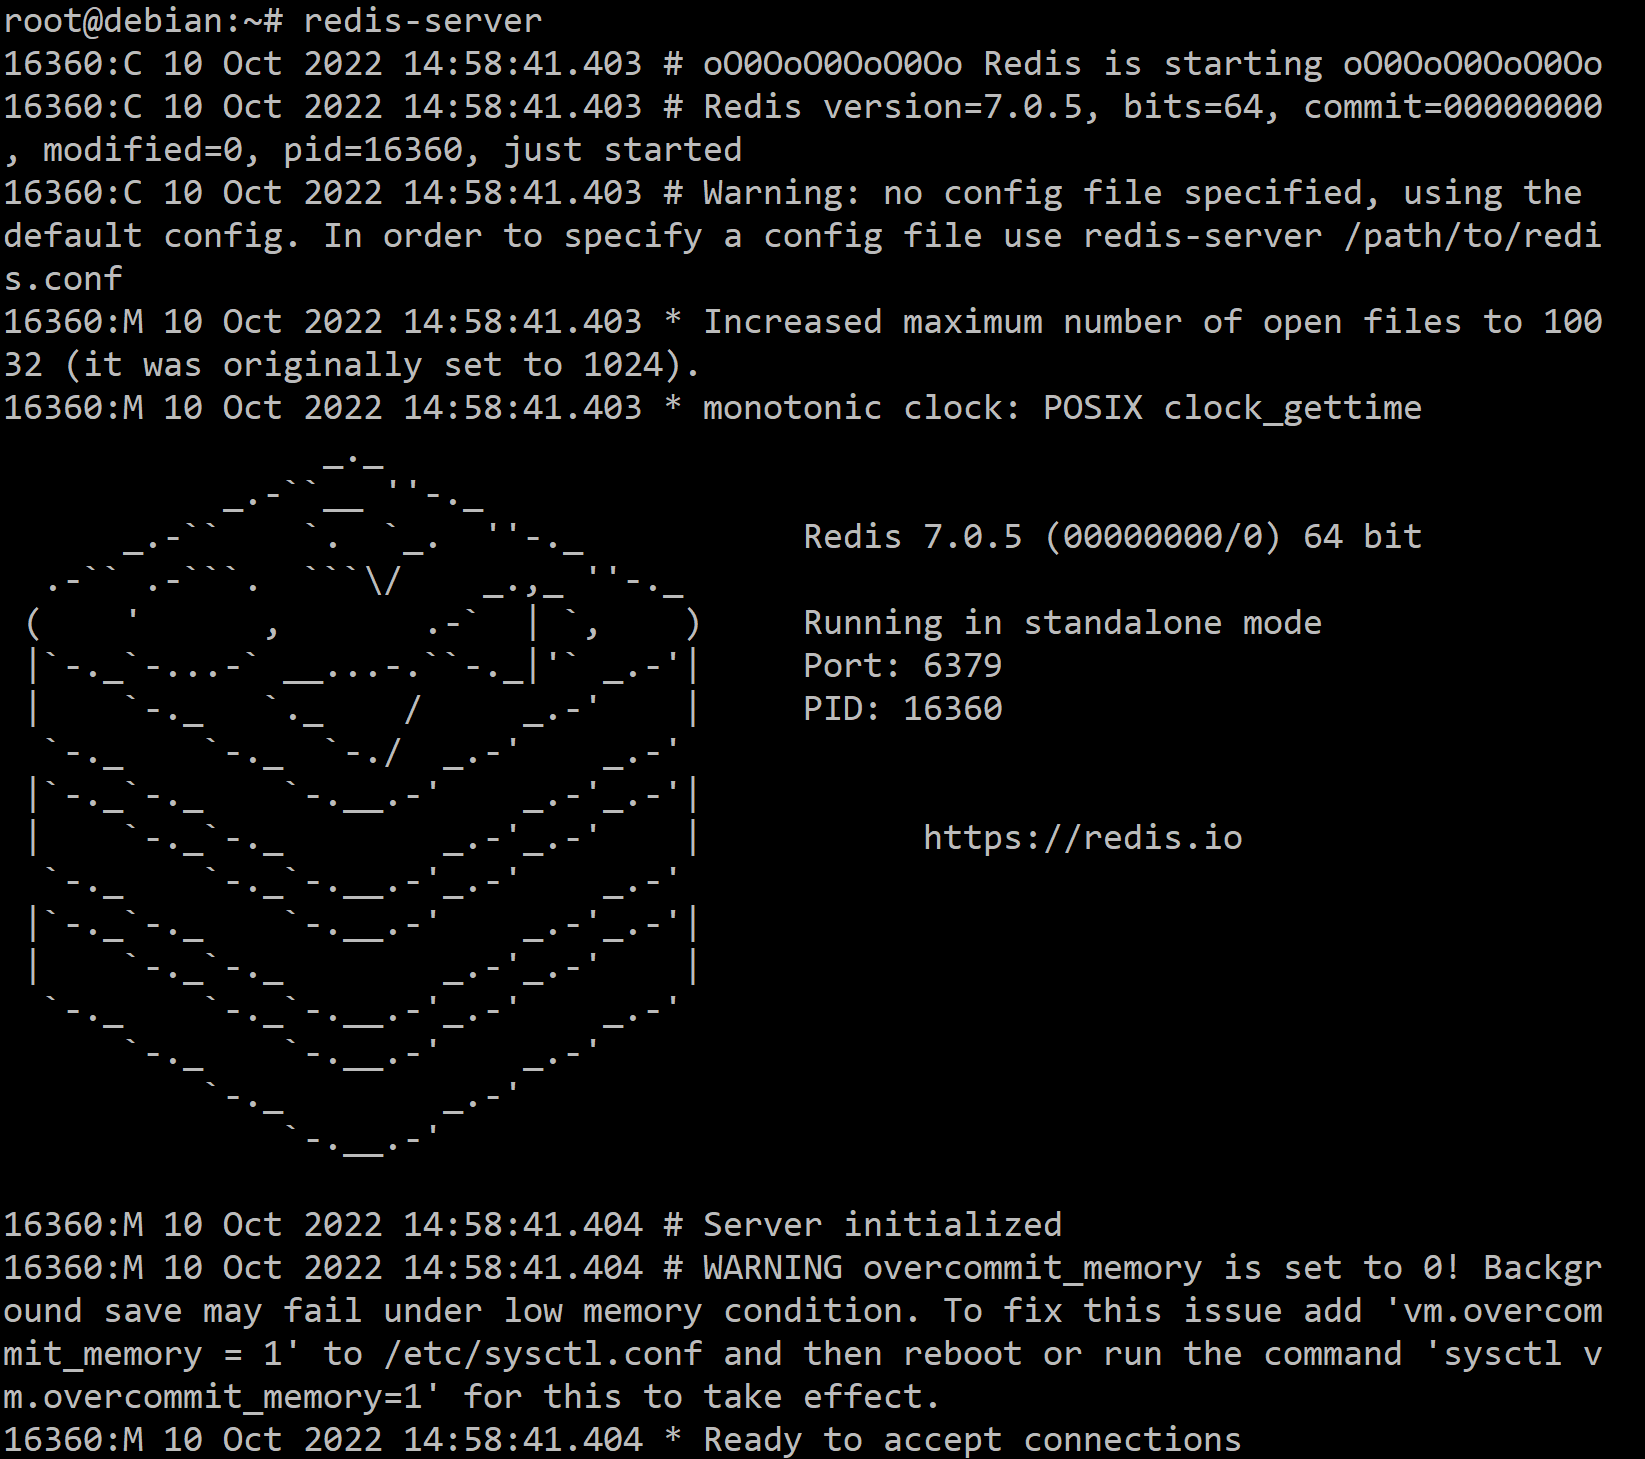 root@debian:~# redis-server
16360:C 10 Oct 2022 14:58:41.403 # oO0OoO0OoO0Oo Redis is starting oO0OoO0OoO0Oo
16360:C 10 Oct 2022 14:58:41.403 # Redis version=7.0.5, bits=64, commit=00000000
, modified=0, pid=16360, just started
16360:C 10 Oct 2022 14:58:41.403 # Warning: no config file specified, using the
default config. In order to specify a config file use redis-server /path/to/redi
s.conf
16360:M 10 Oct 2022 14:58:41.403 * Increased maximum number of open files to 100
32 (it was originally set to 1024).
16360:M 10 Oct 2022 14:58:41.403 * monotonic clock: POSIX clock_gettime
Redis 7.0.5 (00000000/0) 64 bit
Running in standalone mode
Port: 6379
PID: 16360
https://redis.io
16360:M 10 Oct 2022 14:58:41.404 # Server initialized
16360:M 10 Oct 2022 14:58:41.404 # WARNING overcommit_memory is set to 0! Backgr
ound save may fail under low memory condition. To fix this issue add 'vm.overcom
mit_memory = 1' to /etc/sysctl.conf and then reboot or run the command 'sysctl v
m.overcommit_memory=1' for this to take effect.
16360:M 10 Oct 2022 14:58:41.404 * Ready to accept connections